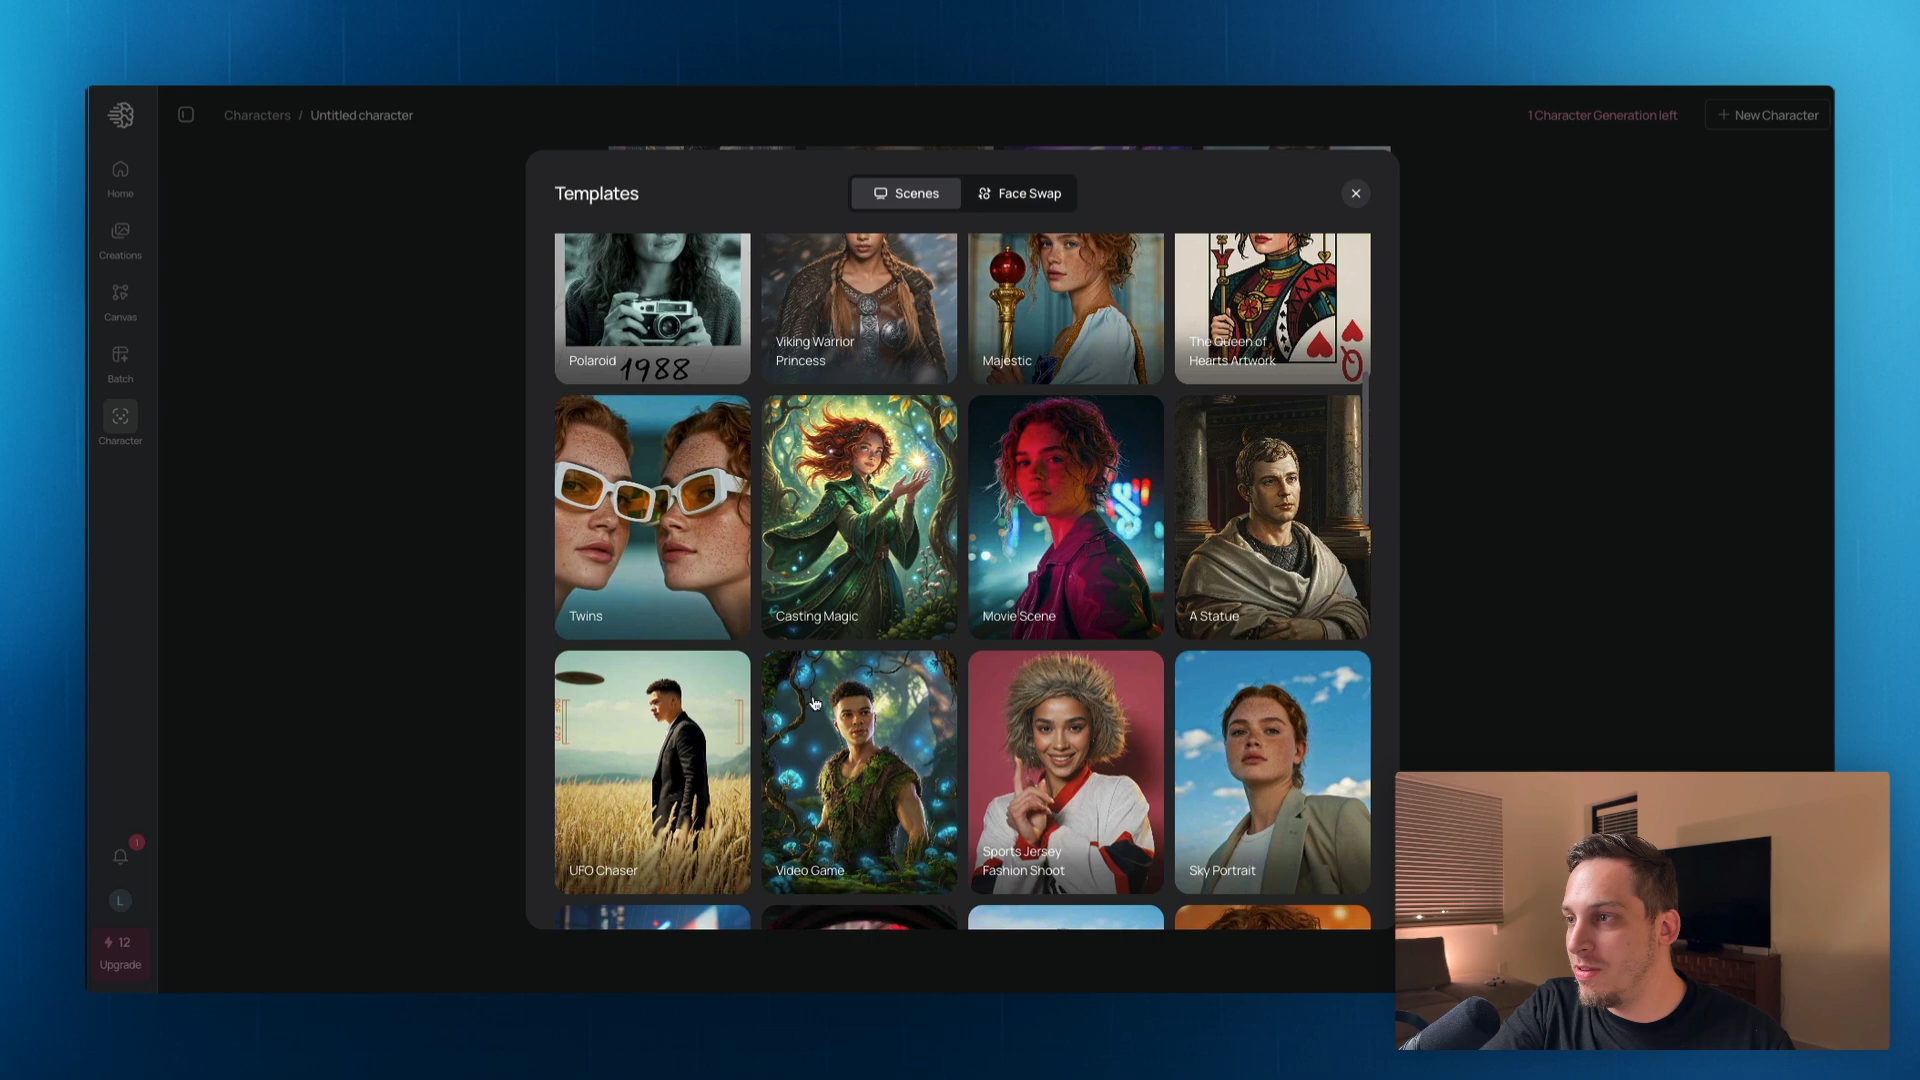 Characters / Untitled character
1 Character Generation left
New Character
Home
Creations
Canvas
Batch
Character
1
L
12
Upgrade
Templates
Scenes
Face Swap
Polaroid
1988
Viking Warrior
Princess
Majestic
The Queen of
Hearts Artwork
Q
Twins
Casting Magic
Movie Scene
A Statue
UFO Chaser
Video Game
Sports Jersey
Fashion Shoot
Sky Portrait